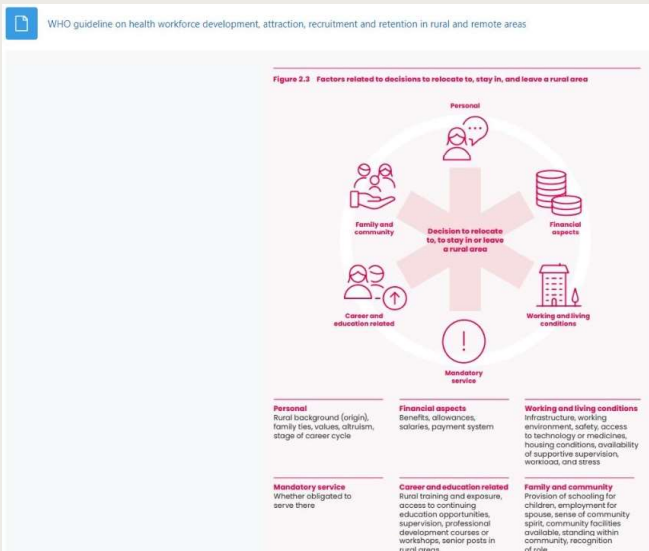 WHO guideline on health workforce development, attraction, recruitment and retention in rural and remote areas
Figure 2.3 Factors related to decisions to relocate to, stay in, and leave a rural area
Personal
Family and
community
Financial
aspects
Decision to relocate
to, to stay in or leave
a rural area
Career and
education related
Working and living
conditions
Mandatory
service
Personal
Rural background (origin),
family ties, values, altruism,
stage of career cycle
Financial aspects
Benefits, allowances,
salaries, payment system
Working and living conditions
Infrastructure, working
environment, safety, access
to technology or medicines,
housing conditions, availability
of supportive supervision,
workload, and stress
Mandatory service
Whether obligated to
serve there
Career and education related
Rural training and exposure,
access to continuing
education opportunities,
supervision, professional
development courses or
workshops, senior posts in
rural areas
Family and community
Provision of schooling for
children, employment for
spouse, sense of community
spirit, community facilities
available, standing within
community, recognition
of role